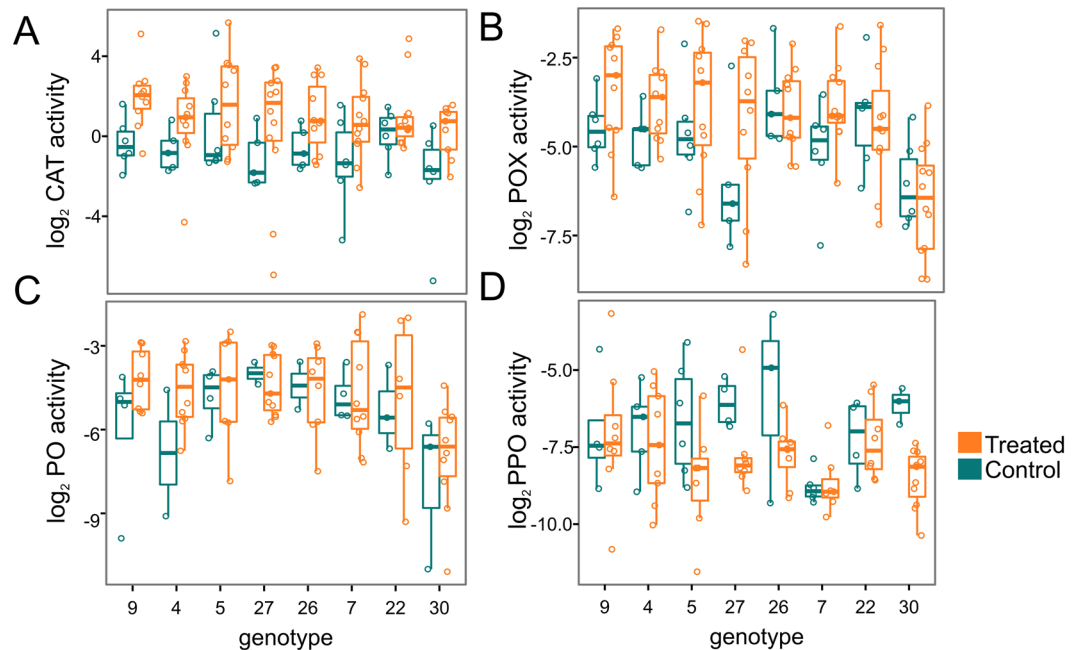 A
log₂ CAT activity
4
0
-4
B
log₂ POX activity
-2.5
-5.0
-7.5
C
log₂ PO activity
-3
-6
-9
9 4 5 27 26 7 22 30
genotype
D
log₂ PPO activity
-5.0
-7.5
-10.0
9 4 5 27 26 7 22 30
genotype
Treated
Control